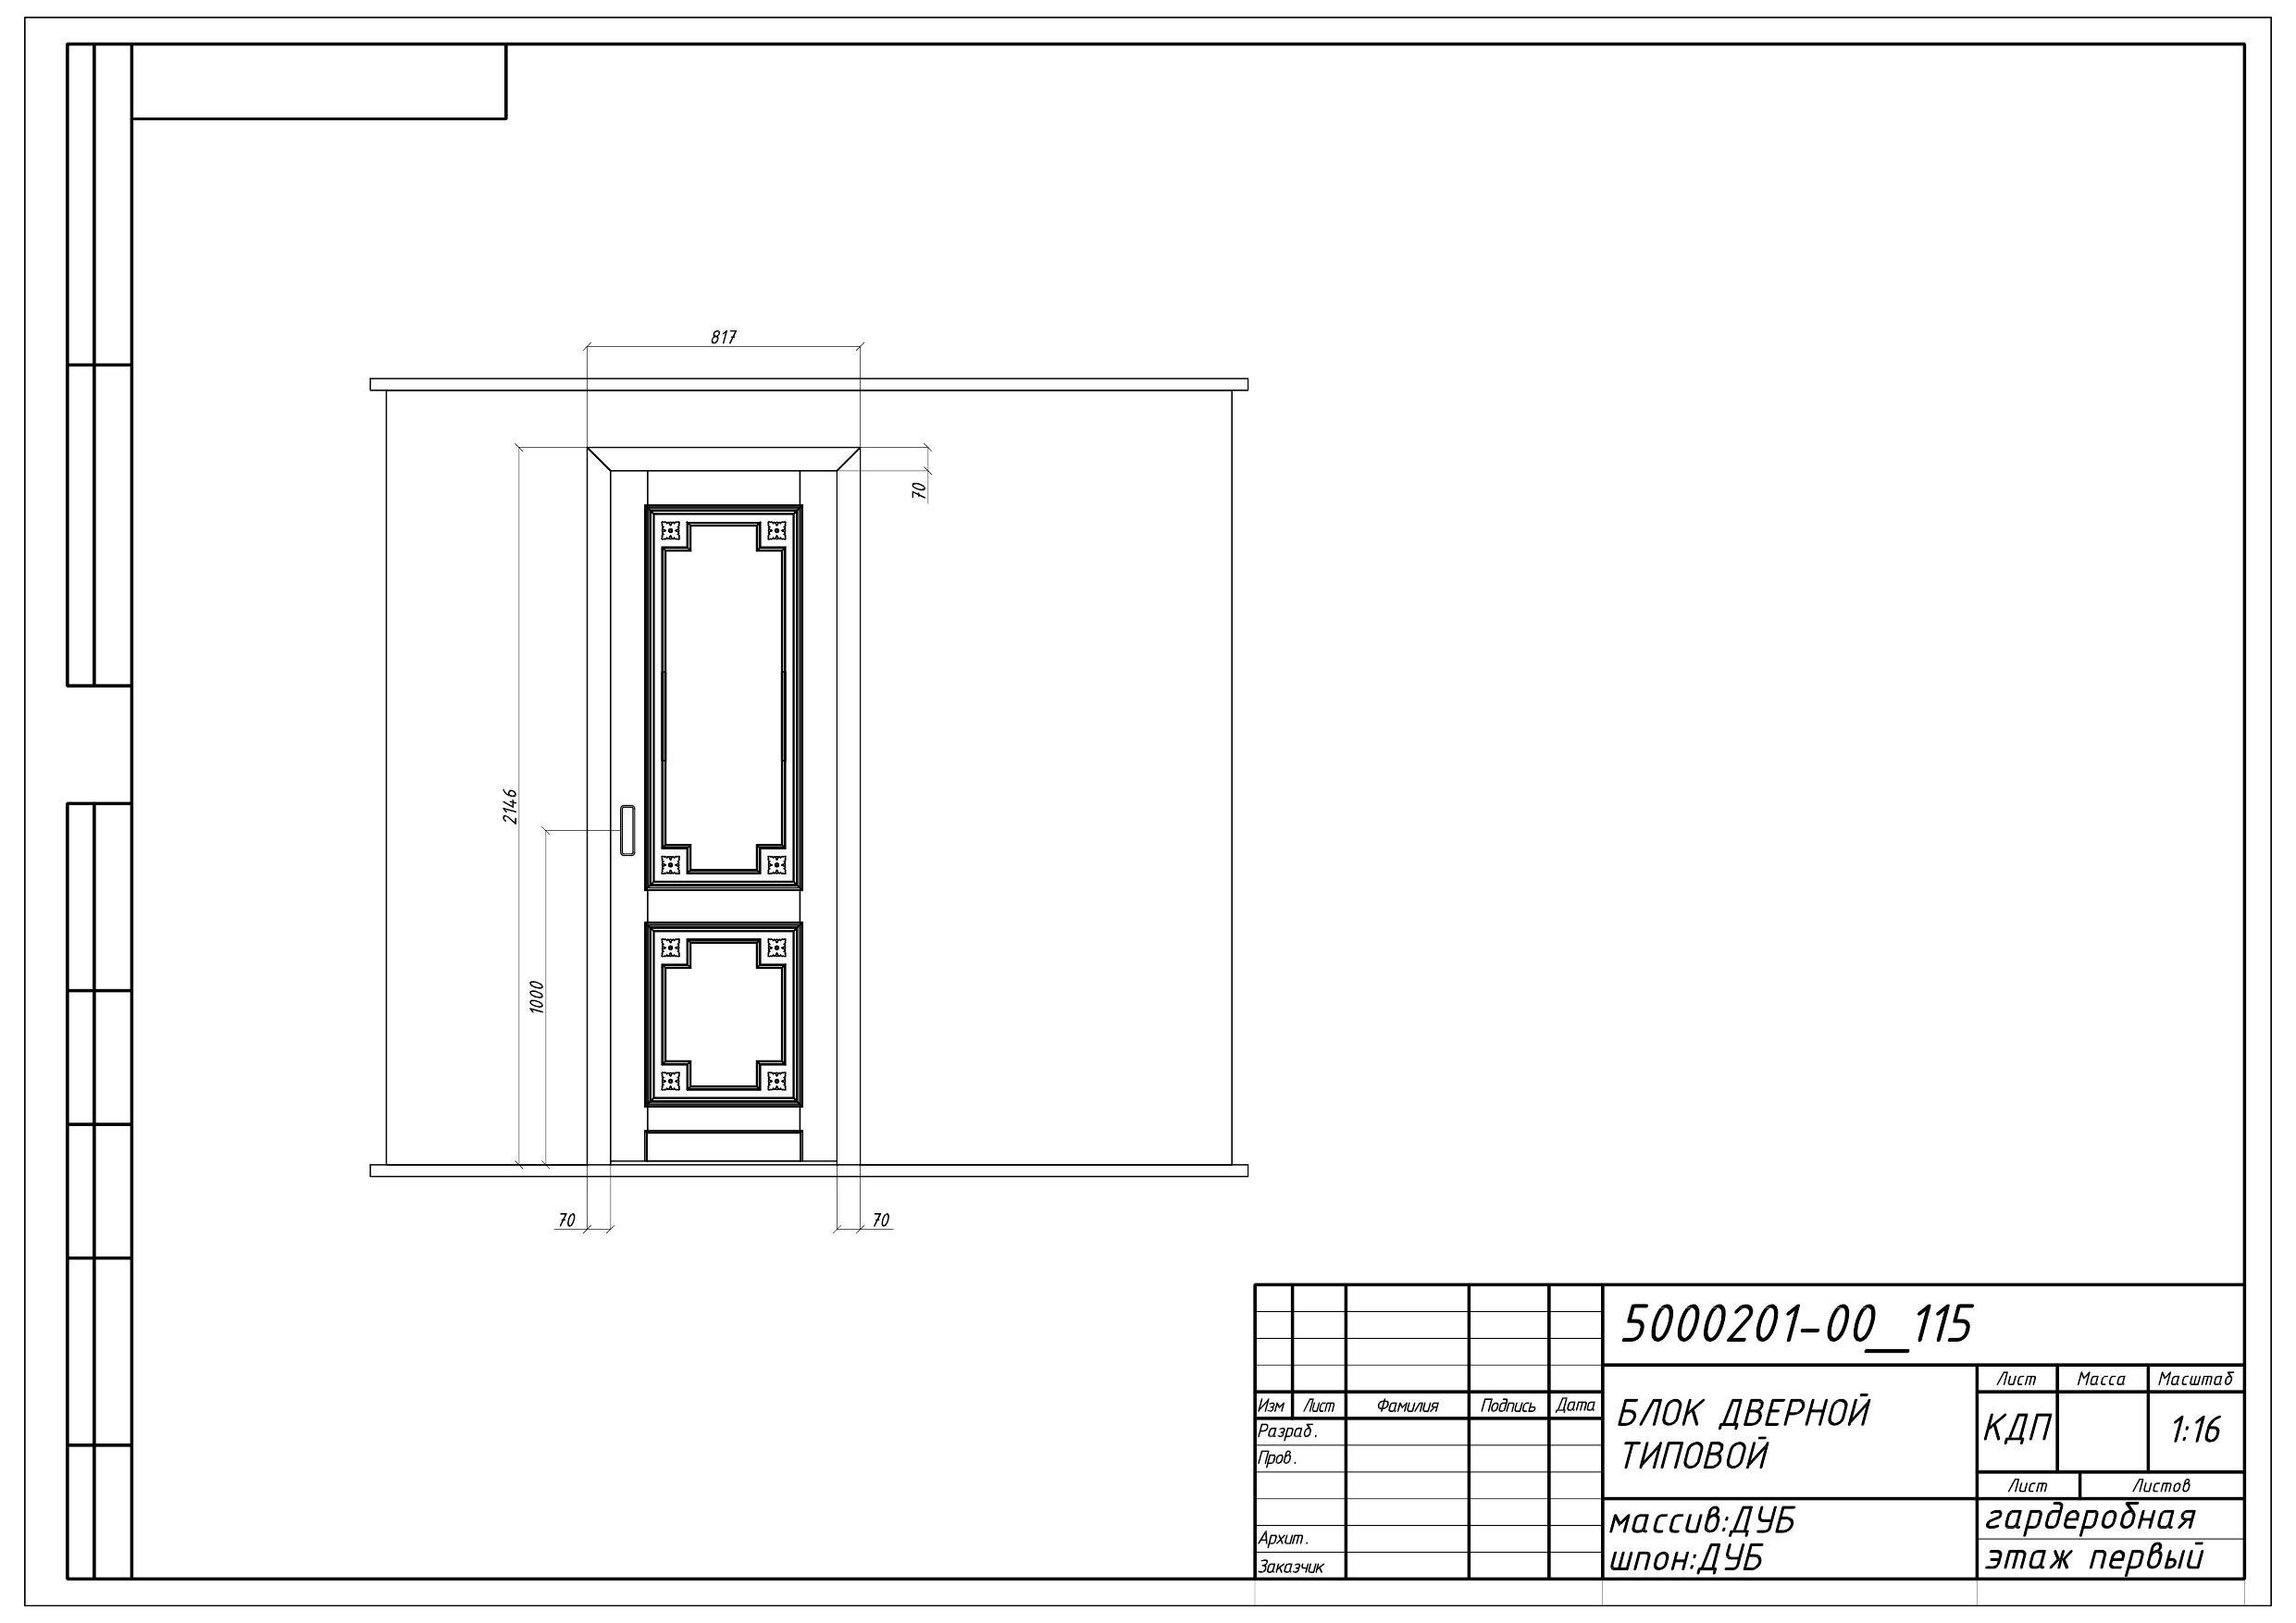 817
70
2146
1000
70
70
5000201-00_115
БЛОК ДВЕРНОЙ
ТИПОВОЙ
Лист Масса Масштаб
КДП 1:16
Лист Листов
Изм Лист Фамилия Подпись Дата
Разраб.
Пров.
Архит.
Заказчик
массив:ДУБ
шпон:ДУБ
гардеробная
этаж первый